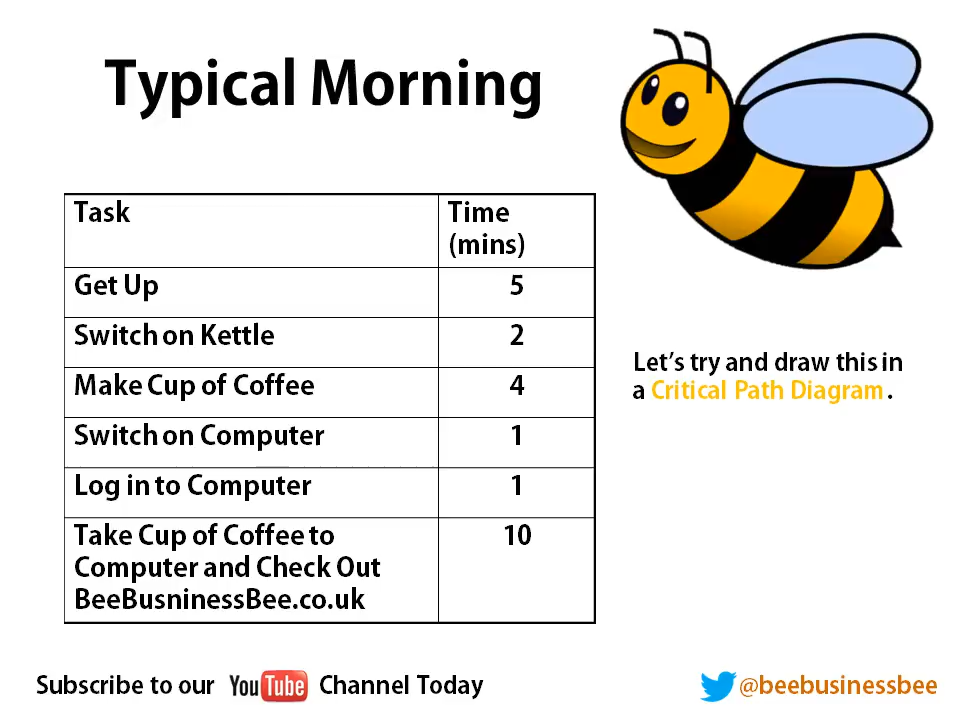 Typical Morning
Task
Time
(mins)
Get Up
5
Switch on Kettle
2
Make Cup of Coffee
4
Switch on Computer
1
Log in to Computer
1
Take Cup of Coffee to
Computer and Check Out
BeeBusninessBee.co.uk
10
Let's try and draw this in
a Critical Path Diagram.
Subscribe to our YouTube Channel Today
@beebusinessbee